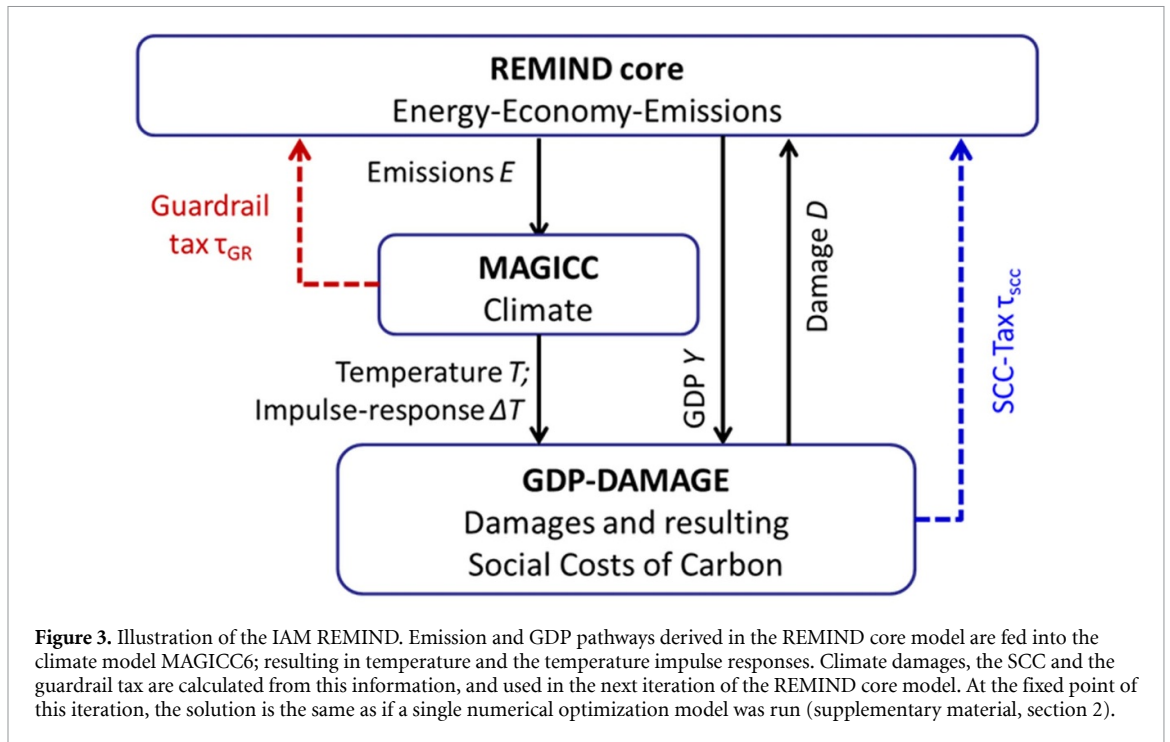 REMIND core
Energy-Economy-Emissions
Emissions E
Guardrail
tax τGR
MAGICC
Climate
Damage D
SCC-Tax τscc
GDP Y
Temperature T;
Impulse-response ΔT
GDP-DAMAGE
Damages and resulting
Social Costs of Carbon
Figure 3. Illustration of the IAM REMIND. Emission and GDP pathways derived in the REMIND core model are fed into the
climate model MAGICC6; resulting in temperature and the temperature impulse responses. Climate damages, the SCC and the
guardrail tax are calculated from this information, and used in the next iteration of the REMIND core model. At the fixed point of
this iteration, the solution is the same as if a single numerical optimization model was run (supplementary material, section 2).